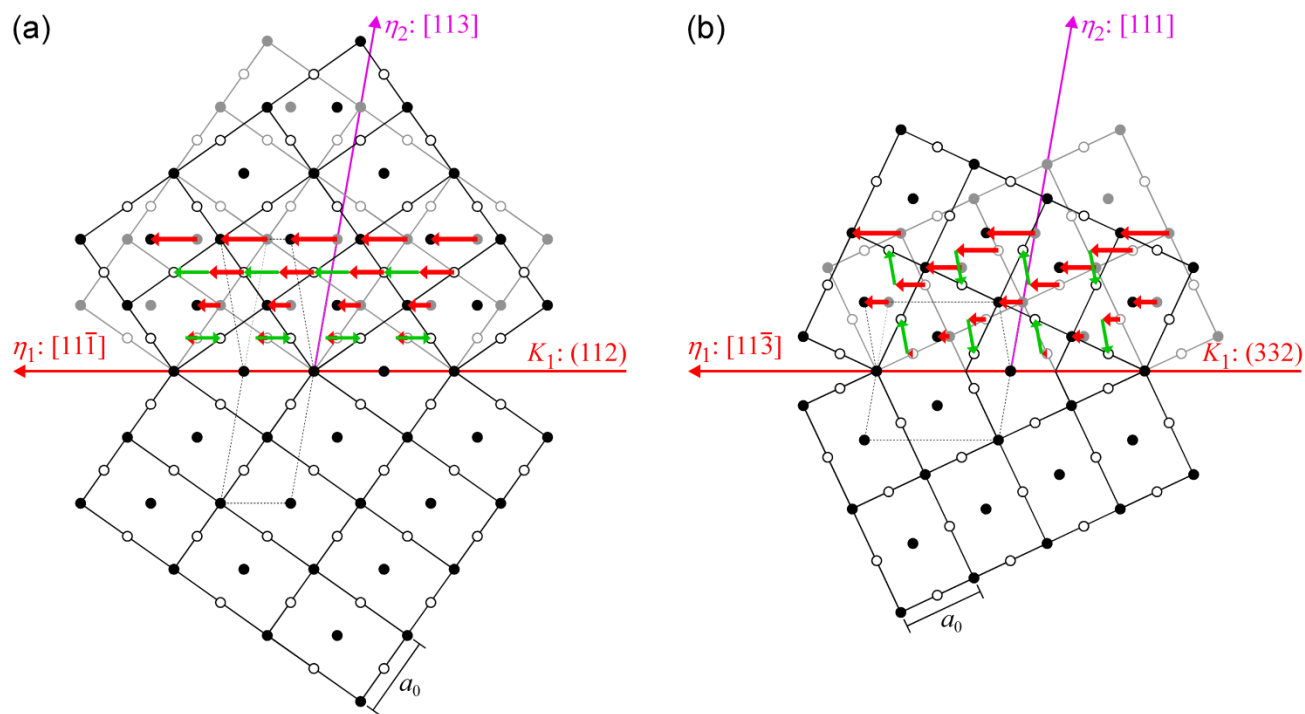 (a)
η₂: [113]
η₁: [111̄]
K₁: (112)
a₀
(b)
η₂: [111]
η₁: [113̄]
K₁: (332)
a₀